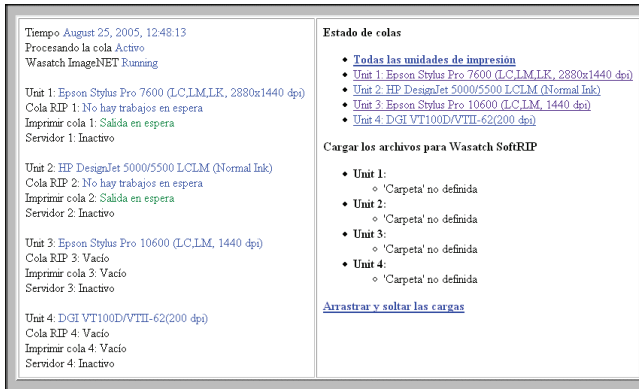 Tiempo August 25, 2005, 12:48:13
Procesando la cola Activo
Wasatch ImageNET Running
Unit 1: Epson Stylus Pro 7600 (LC,LM,LK, 2880x1440 dpi)
Cola RIP 1: No hay trabajos en espera
Imprimir cola 1: Salida en espera
Servidor 1: Inactivo
Unit 2: HP DesignJet 5000/5500 LCLM (Normal Ink)
Cola RIP 2: No hay trabajos en espera
Imprimir cola 2: Salida en espera
Servidor 2: Inactivo
Unit 3: Epson Stylus Pro 10600 (LC,LM, 1440 dpi)
Cola RIP 3: Vacío
Imprimir cola 3: Vacío
Servidor 3: Inactivo
Unit 4: DGI VT100D/VTII-62(200 dpi)
Cola RIP 4: Vacío
Imprimir cola 4: Vacío
Servidor 4: Inactivo
Estado de colas
Todas las unidades de impresión
Unit 1: Epson Stylus Pro 7600 (LC,LM,LK, 2880x1440 dpi)
Unit 2: HP DesignJet 5000/5500 LCLM (Normal Ink)
Unit 3: Epson Stylus Pro 10600 (LC,LM, 1440 dpi)
Unit 4: DGI VT100D/VTII-62(200 dpi)
Cargar los archivos para Wasatch SoftRIP
Unit 1:
'Carpeta' no definida
Unit 2:
'Carpeta' no definida
Unit 3:
'Carpeta' no definida
Unit 4:
'Carpeta' no definida
Arrastrar y soltar las cargas